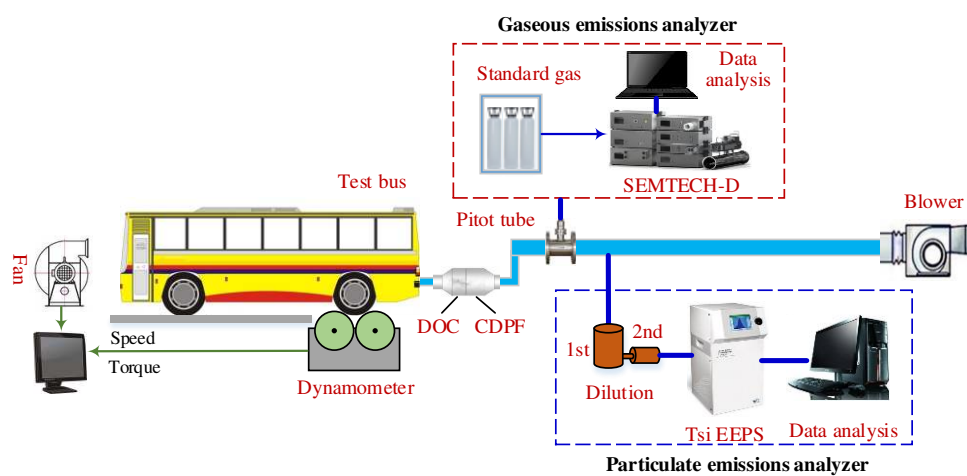 Gaseous emissions analyzer
Standard gas
Data
analysis
SEMTECH-D
Test bus
Pitot tube
Blower
Fan
DOC
CDPF
Speed
Torque
Dynamometer
1st
2nd
Dilution
Tsi EEPS
Data analysis
Particulate emissions analyzer